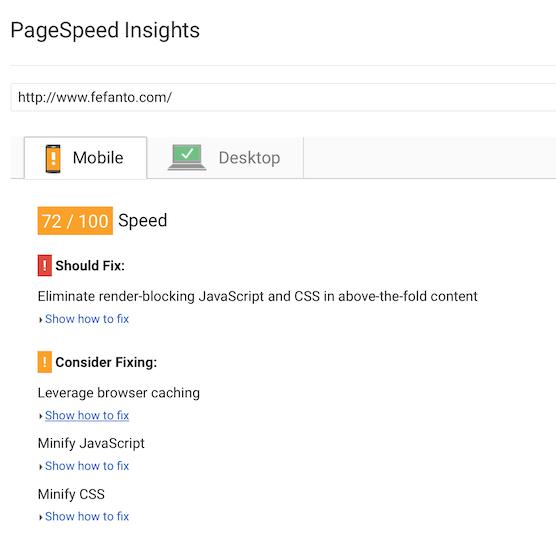 PageSpeed Insights
http://www.fefanto.com/
! Mobile Desktop
72 / 100 Speed
! Should Fix:
Eliminate render-blocking JavaScript and CSS in above-the-fold content
Show how to fix
! Consider Fixing:
Leverage browser caching
Show how to fix
Minify JavaScript
Show how to fix
Minify CSS
Show how to fix